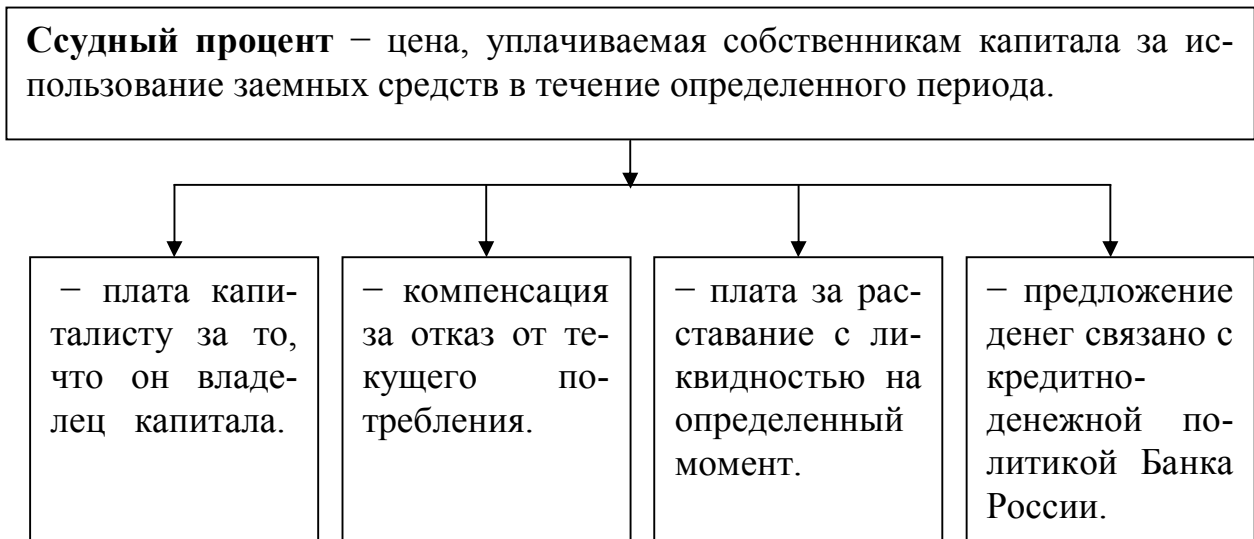 Ссудный процент − цена, уплачиваемая собственникам капитала за ис-
пользование заемных средств в течение определенного периода.
− плата капи-
талисту за то,
что он владе-
лец капитала.
− компенсация
за отказ от те-
кущего по-
требления.
− плата за рас-
ставание с ли-
квидностью на
определенный
момент.
− предложение
денег связано с
кредитно-
денежной по-
литикой Банка
России.